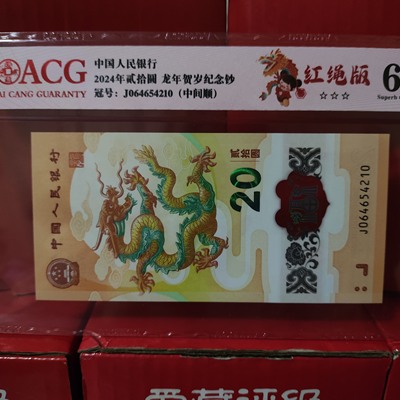 ACG
AI CANG GUARANTY
中国人民银行
2024年贰拾圆 龙年贺岁纪念钞
冠号：J064654210（中间顺）
红绳版
☆☆☆
6
Superb
中国人民银行
贰拾圆
20
J064654210